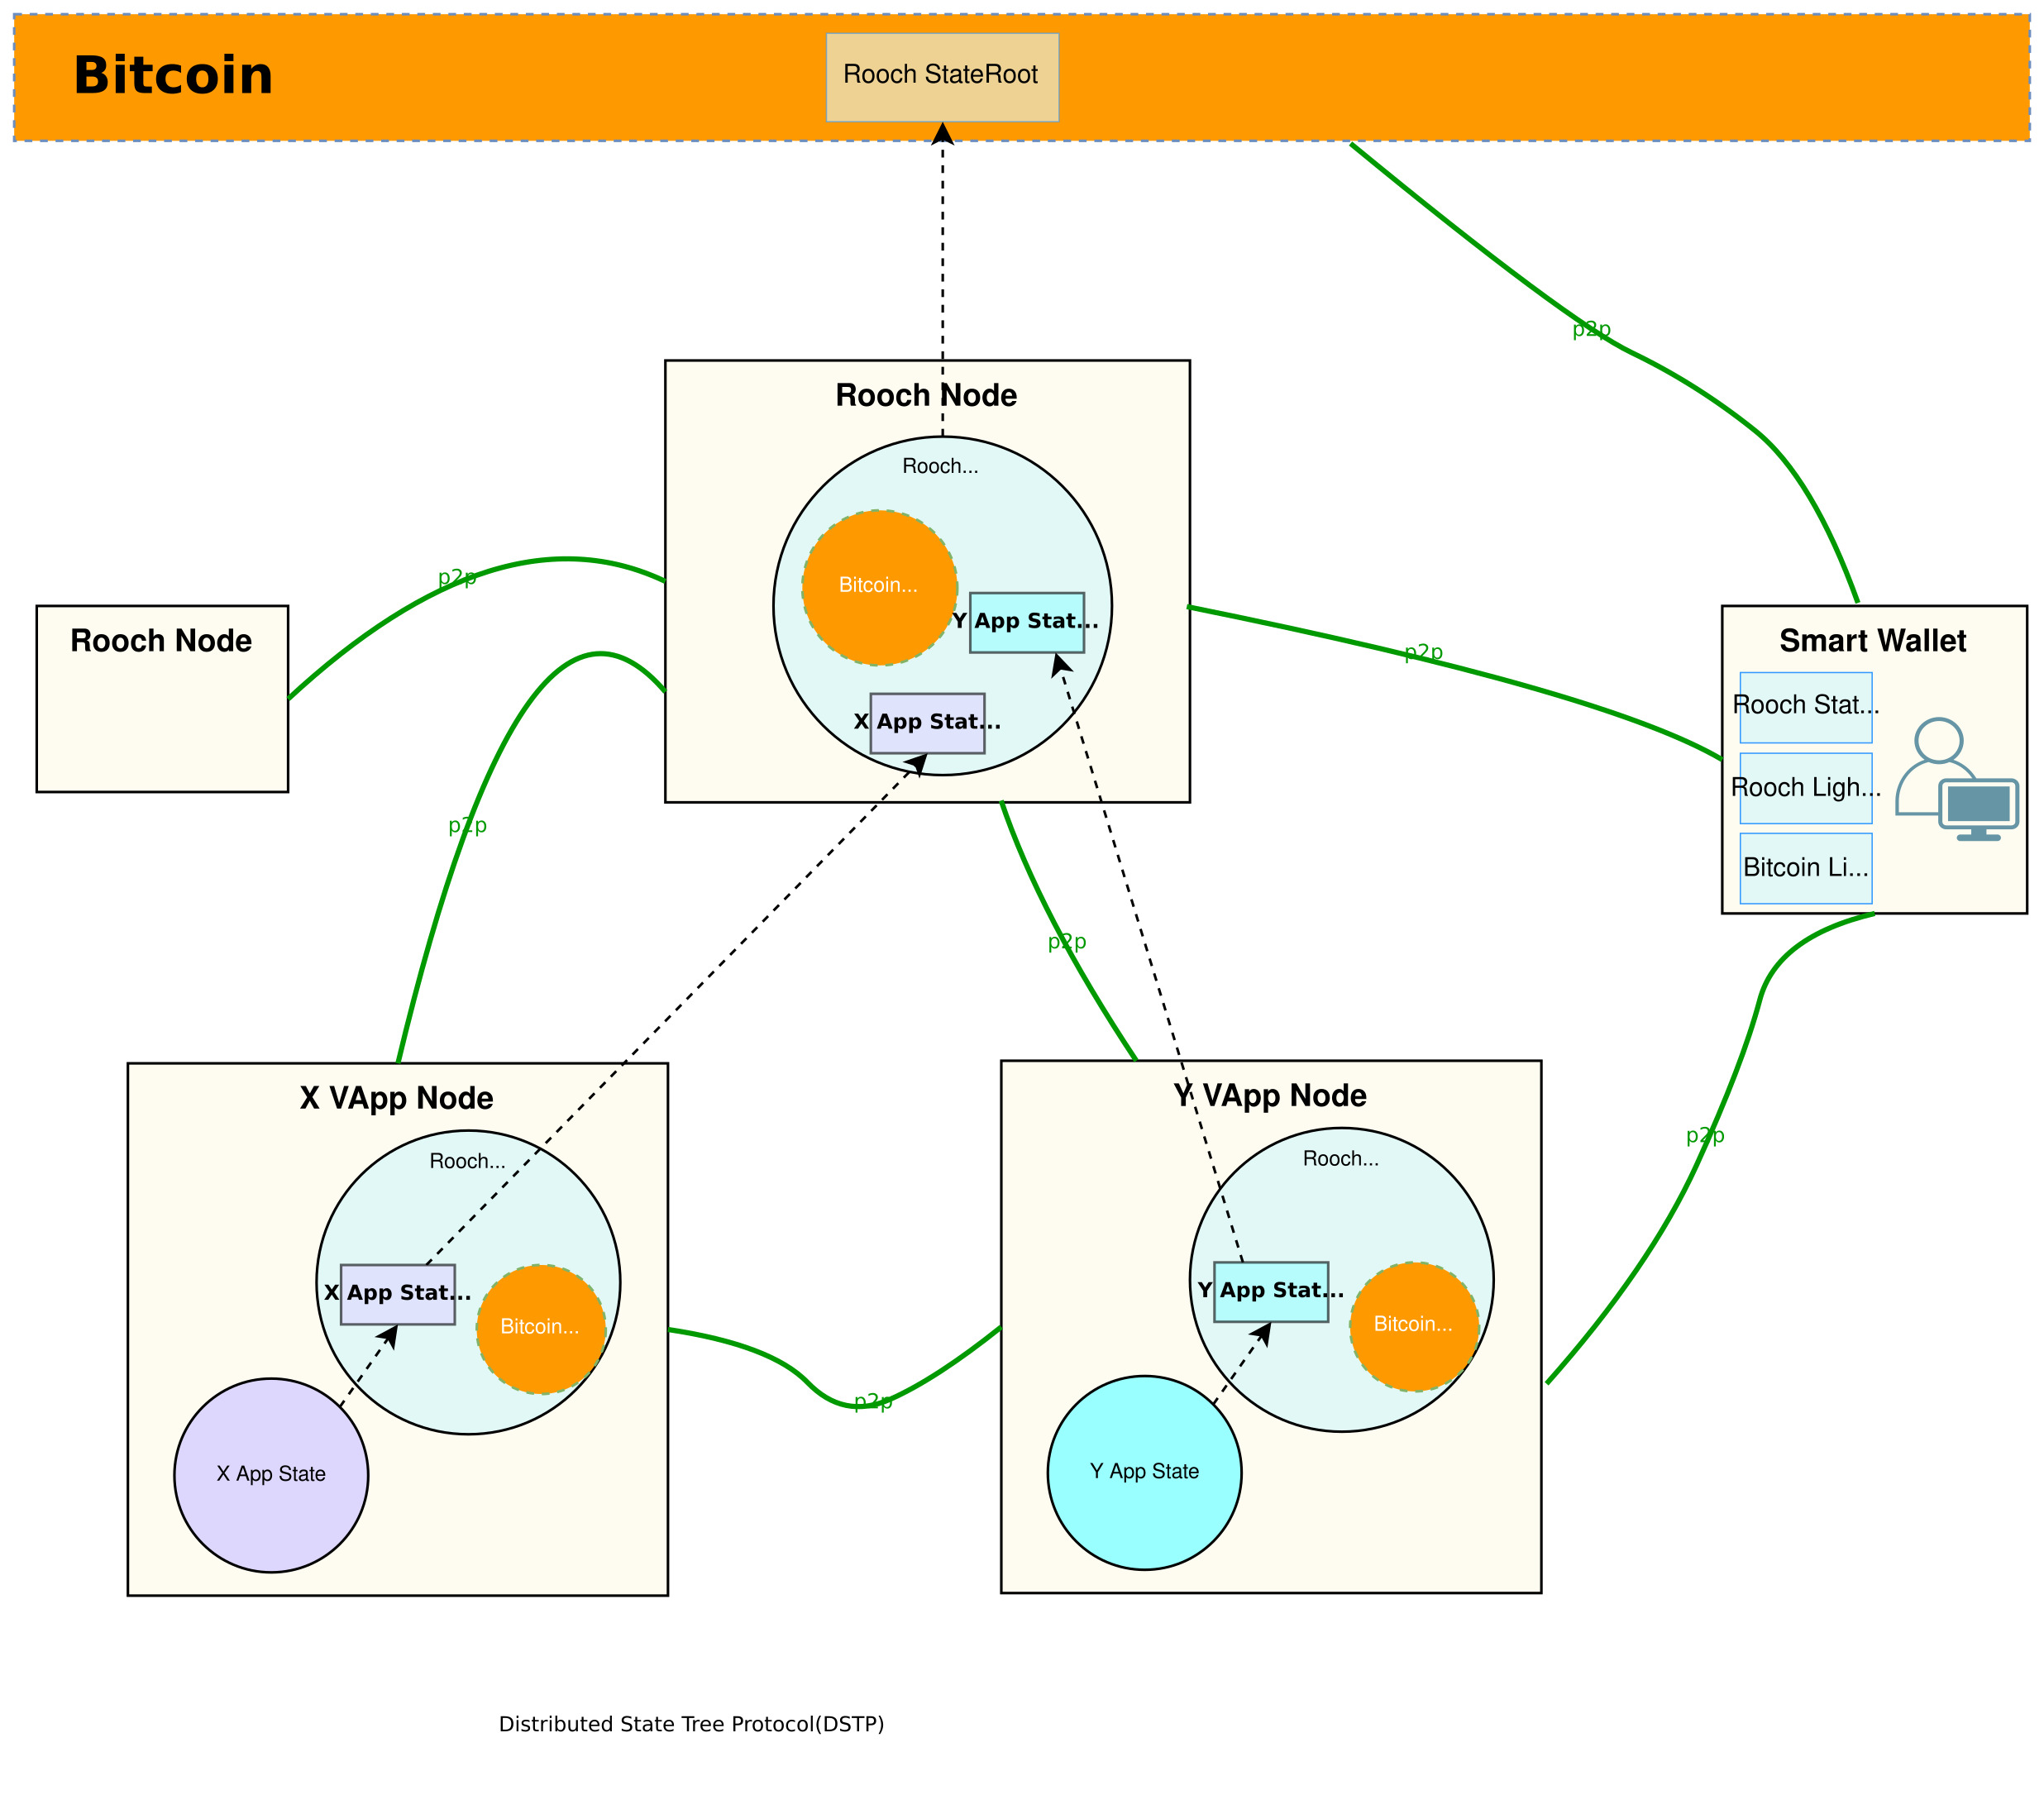 Bitcoin
Rooch StateRoot
p2p
Rooch Node
Rooch...
Bitcoin...
Y App Stat...
X App Stat...
p2p
Rooch Node
p2p
Smart Wallet
Rooch Stat...
Rooch Ligh...
Bitcoin Li...
p2p
p2p
p2p
X VApp Node
Rooch...
X App Stat...
Bitcoin...
X App State
p2p
Y VApp Node
Rooch...
Y App Stat...
Bitcoin...
Y App State
p2p
Distributed State Tree Protocol(DSTP)